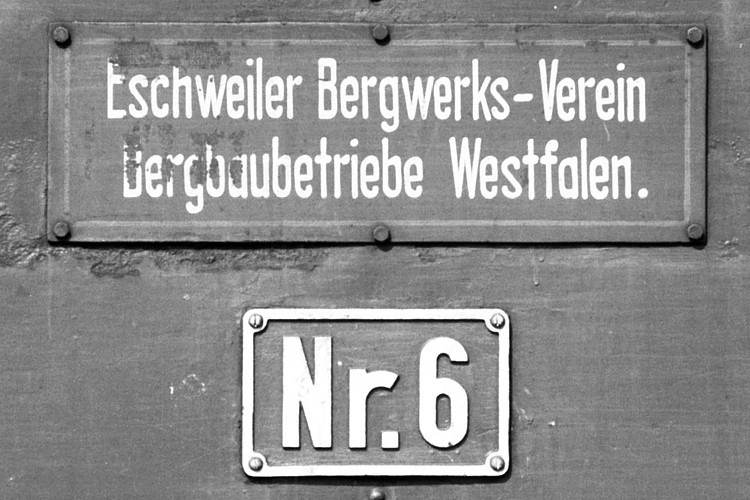 Eschweiler Bergwerks-Verein
Bergbaubetriebe Westfalen.
Nr. 6